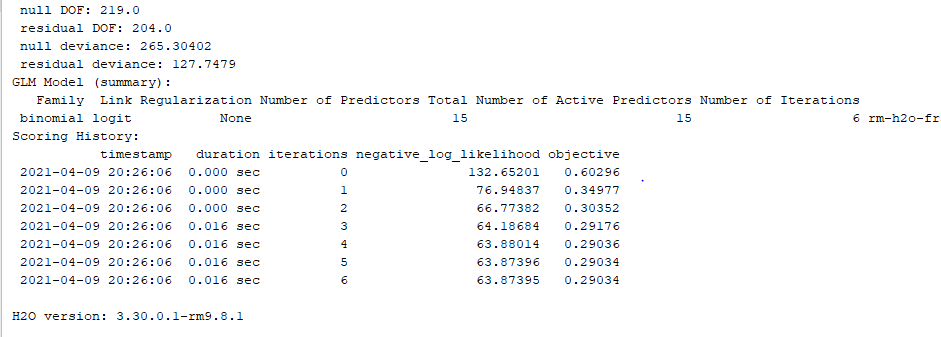 null DOF: 219.0
residual DOF: 204.0
null deviance: 265.30402
residual deviance: 127.7479
GLM Model (summary):
Family Link Regularization Number of Predictors Total Number of Active Predictors Number of Iterations
binomial logit None 15 15 6 rm-h2o-fr
Scoring History:
timestamp duration iterations negative_log_likelihood objective
2021-04-09 20:26:06 0.000 sec 0 132.65201 0.60296
2021-04-09 20:26:06 0.000 sec 1 76.94837 0.34977
2021-04-09 20:26:06 0.000 sec 2 66.77382 0.30352
2021-04-09 20:26:06 0.016 sec 3 64.18684 0.29176
2021-04-09 20:26:06 0.016 sec 4 63.88014 0.29036
2021-04-09 20:26:06 0.016 sec 5 63.87396 0.29034
2021-04-09 20:26:06 0.016 sec 6 63.87395 0.29034
H2O version: 3.30.0.1-rm9.8.1